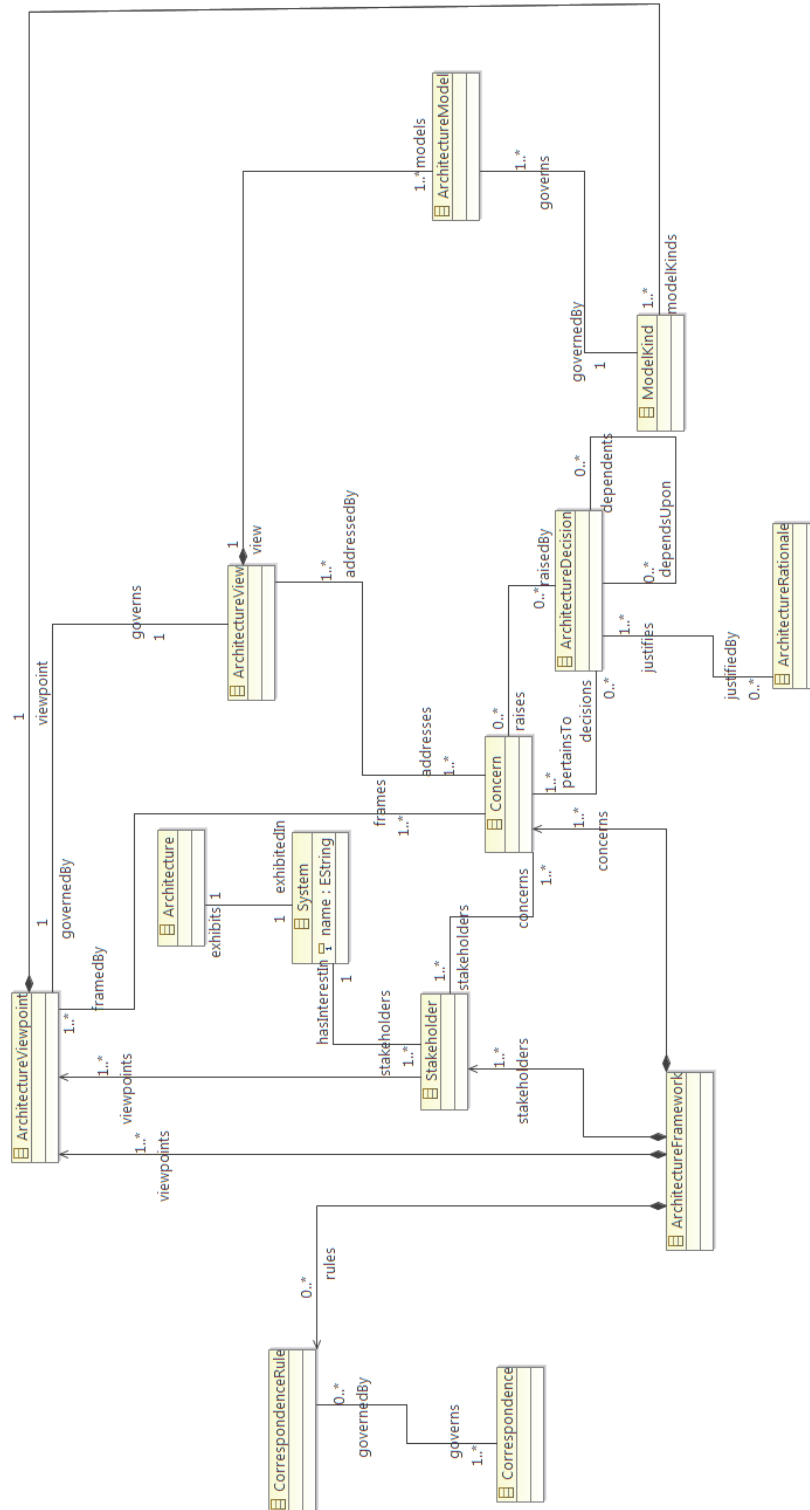 ArchitectureViewpoint
ArchitectureView
ArchitectureModel
ModelKind
Architecture
System
name : EString
Stakeholder
Concern
ArchitectureDecision
ArchitectureRationale
ArchitectureFramework
CorrespondenceRule
Correspondence
1
viewpoint
1..*
modelKinds
1
governedBy
governs
1
1
view
1..* models
1..*
governs
governedBy
1
1..*
framedBy
frames
1..*
1..*
addressedBy
addresses
1..*
exhibits 1
1 exhibitedIn
hasInterestIn
1
stakeholders
1..*
1..*
viewpoints
1..*
viewpoints
1..*
stakeholders
concerns
1..*
1..*
stakeholders
1..*
concerns
0..* raisedBy
0..*
raises
1..*
pertainsTo
decisions
0..*
0..*
dependents
0..*
dependsUpon
1..*
justifies
justifiedBy
0..*
0..*
rules
0..*
governedBy
governs
1..*